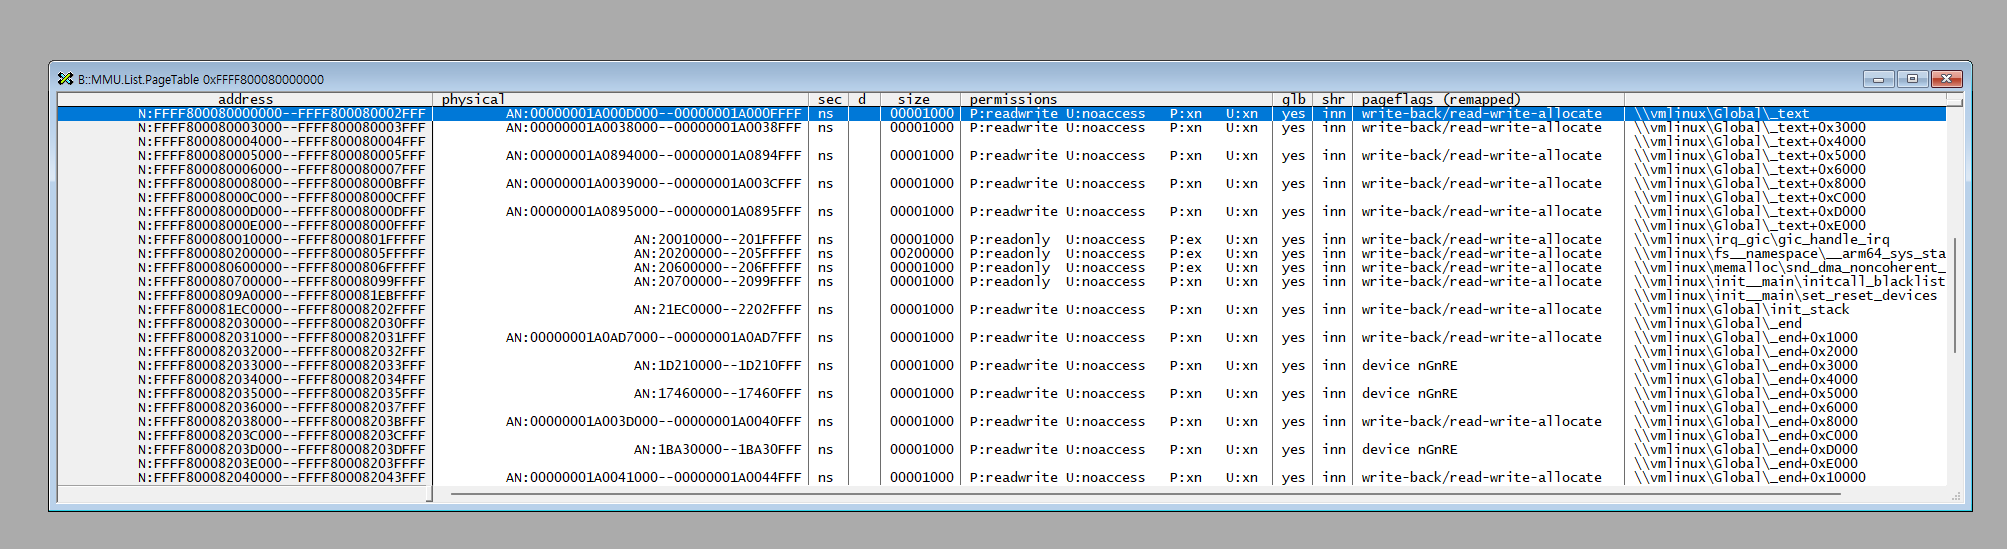 B::MMU.List.PageTable 0xFFFF800080000000
address physical sec d size permissions glb shr pageflags (remapped)
N:FFFF800080000000--FFFF800080002FFF AN:00000001A000D000--00000001A000FFFF ns 00001000 P:readwrite U:noaccess P:xn U:xn yes inn write-back/read-write-allocate \\vmlinux\Global\_text
N:FFFF800080003000--FFFF800080003FFF AN:00000001A0038000--00000001A0038FFF ns 00001000 P:readwrite U:noaccess P:xn U:xn yes inn write-back/read-write-allocate \\vmlinux\Global\_text+0x3000
N:FFFF800080004000--FFFF800080004FFF \\vmlinux\Global\_text+0x4000
N:FFFF800080005000--FFFF800080005FFF AN:00000001A0894000--00000001A0894FFF ns 00001000 P:readwrite U:noaccess P:xn U:xn yes inn write-back/read-write-allocate \\vmlinux\Global\_text+0x5000
N:FFFF800080006000--FFFF800080007FFF \\vmlinux\Global\_text+0x6000
N:FFFF800080008000--FFFF80008000BFFF AN:00000001A0039000--00000001A003CFFF ns 00001000 P:readwrite U:noaccess P:xn U:xn yes inn write-back/read-write-allocate \\vmlinux\Global\_text+0x8000
N:FFFF80008000C000--FFFF80008000CFFF \\vmlinux\Global\_text+0xC000
N:FFFF80008000D000--FFFF80008000DFFF AN:00000001A0895000--00000001A0895FFF ns 00001000 P:readwrite U:noaccess P:xn U:xn yes inn write-back/read-write-allocate \\vmlinux\Global\_text+0xD000
N:FFFF80008000E000--FFFF80008000FFFF \\vmlinux\Global\_text+0xE000
N:FFFF800080010000--FFFF8000801FFFFF AN:20010000--201FFFFF ns 00001000 P:readonly U:noaccess P:ex U:xn yes inn write-back/read-write-allocate \\vmlinux\irq_gic\gic_handle_irq
N:FFFF800080200000--FFFF8000805FFFFF AN:20200000--205FFFFF ns 00200000 P:readonly U:noaccess P:ex U:xn yes inn write-back/read-write-allocate \\vmlinux\fs__namespace\__arm64_sys_sta
N:FFFF800080600000--FFFF8000806FFFFF AN:20600000--206FFFFF ns 00001000 P:readonly U:noaccess P:ex U:xn yes inn write-back/read-write-allocate \\vmlinux\memalloc\snd_dma_noncoherent_
N:FFFF800080700000--FFFF80008099FFFF AN:20700000--2099FFFF ns 00001000 P:readonly U:noaccess P:xn U:xn yes inn write-back/read-write-allocate \\vmlinux\init__main\initcall_blacklist
N:FFFF8000809A0000--FFFF800081EBFFFF \\vmlinux\init__main\set_reset_devices
N:FFFF800081EC0000--FFFF80008202FFFF AN:21EC0000--2202FFFF ns 00001000 P:readwrite U:noaccess P:xn U:xn yes inn write-back/read-write-allocate \\vmlinux\Global\init_stack
N:FFFF800082030000--FFFF800082030FFF \\vmlinux\Global\_end
N:FFFF800082031000--FFFF800082031FFF AN:00000001A0AD7000--00000001A0AD7FFF ns 00001000 P:readwrite U:noaccess P:xn U:xn yes inn write-back/read-write-allocate \\vmlinux\Global\_end+0x1000
N:FFFF800082032000--FFFF800082032FFF \\vmlinux\Global\_end+0x2000
N:FFFF800082033000--FFFF800082033FFF AN:1D210000--1D210FFF ns 00001000 P:readwrite U:noaccess P:xn U:xn yes inn device nGnRE \\vmlinux\Global\_end+0x3000
N:FFFF800082034000--FFFF800082034FFF \\vmlinux\Global\_end+0x4000
N:FFFF800082035000--FFFF800082035FFF AN:17460000--17460FFF ns 00001000 P:readwrite U:noaccess P:xn U:xn yes inn device nGnRE \\vmlinux\Global\_end+0x5000
N:FFFF800082036000--FFFF800082037FFF \\vmlinux\Global\_end+0x6000
N:FFFF800082038000--FFFF80008203BFFF AN:00000001A003D000--00000001A0040FFF ns 00001000 P:readwrite U:noaccess P:xn U:xn yes inn write-back/read-write-allocate \\vmlinux\Global\_end+0x8000
N:FFFF80008203C000--FFFF80008203CFFF \\vmlinux\Global\_end+0xC000
N:FFFF80008203D000--FFFF80008203DFFF AN:1BA30000--1BA30FFF ns 00001000 P:readwrite U:noaccess P:xn U:xn yes inn device nGnRE \\vmlinux\Global\_end+0xD000
N:FFFF80008203E000--FFFF80008203FFFF \\vmlinux\Global\_end+0xE000
N:FFFF800082040000--FFFF800082043FFF AN:00000001A0041000--00000001A0044FFF ns 00001000 P:readwrite U:noaccess P:xn U:xn yes inn write-back/read-write-allocate \\vmlinux\Global\_end+0x10000